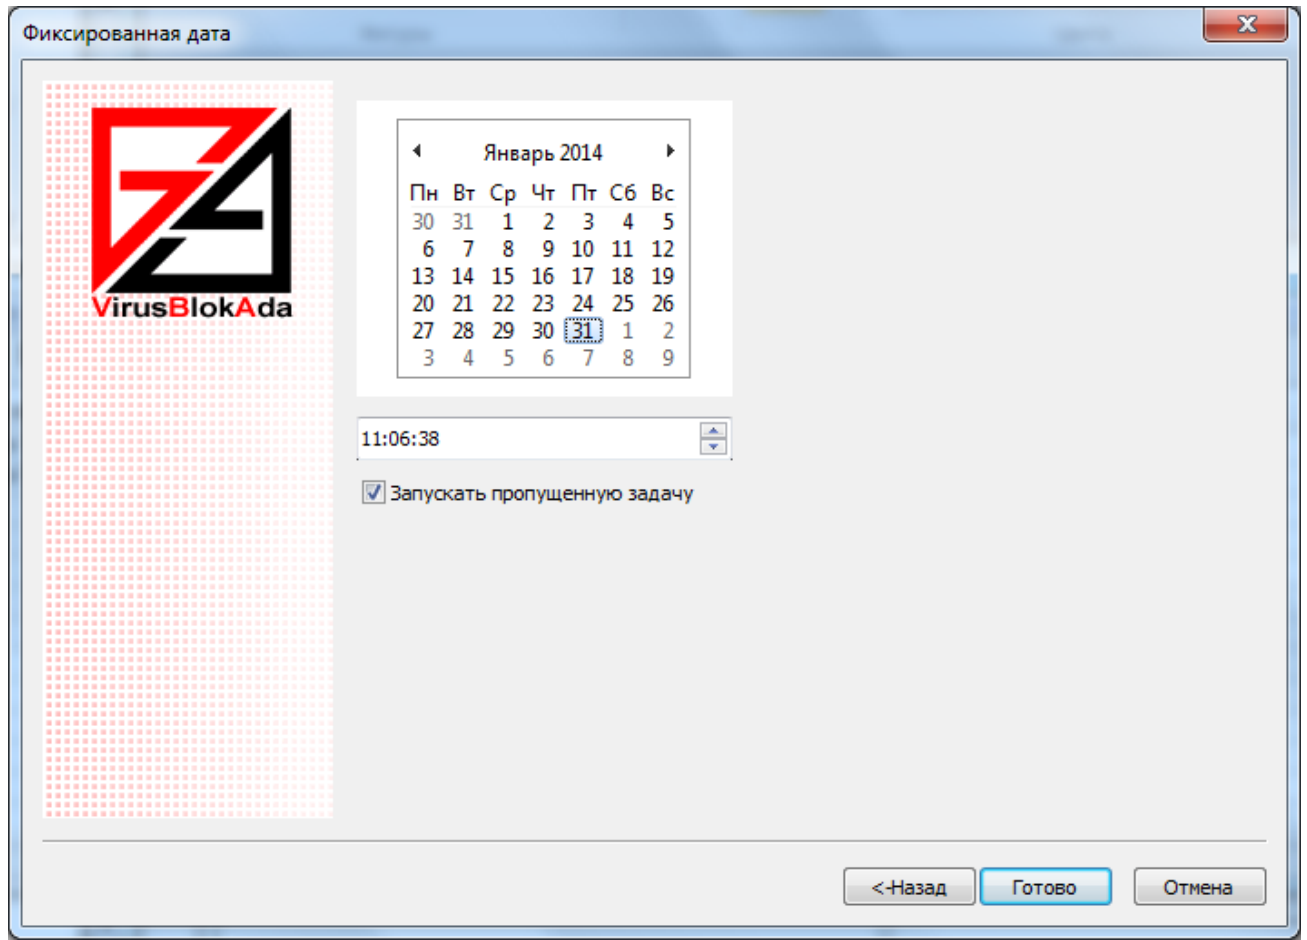 Фиксированная дата
VirusBlokAda
Январь 2014
Пн Вт Ср Чт Пт Сб Вс
30 31 1 2 3 4 5
6 7 8 9 10 11 12
13 14 15 16 17 18 19
20 21 22 23 24 25 26
27 28 29 30 31 1 2
3 4 5 6 7 8 9
11:06:38
Запускать пропущенную задачу
<-Назад Готово Отмена